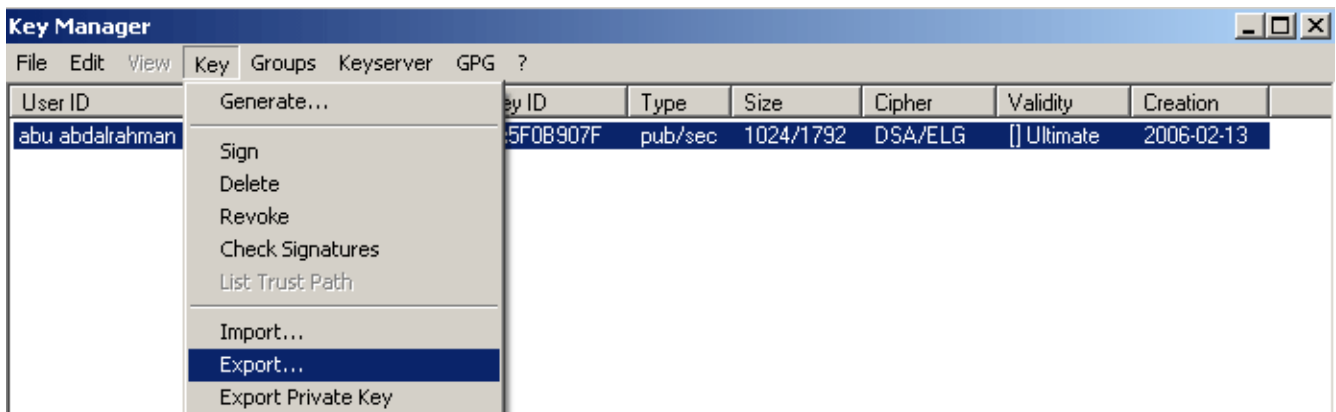 Key Manager
File Edit View Key Groups Keyserver GPG ?
User ID ey ID Type Size Cipher Validity Creation
abu abdalrahman 5F0B907F pub/sec 1024/1792 DSA/ELG [] Ultimate 2006-02-13
Generate...
Sign
Delete
Revoke
Check Signatures
List Trust Path
Import...
Export...
Export Private Key